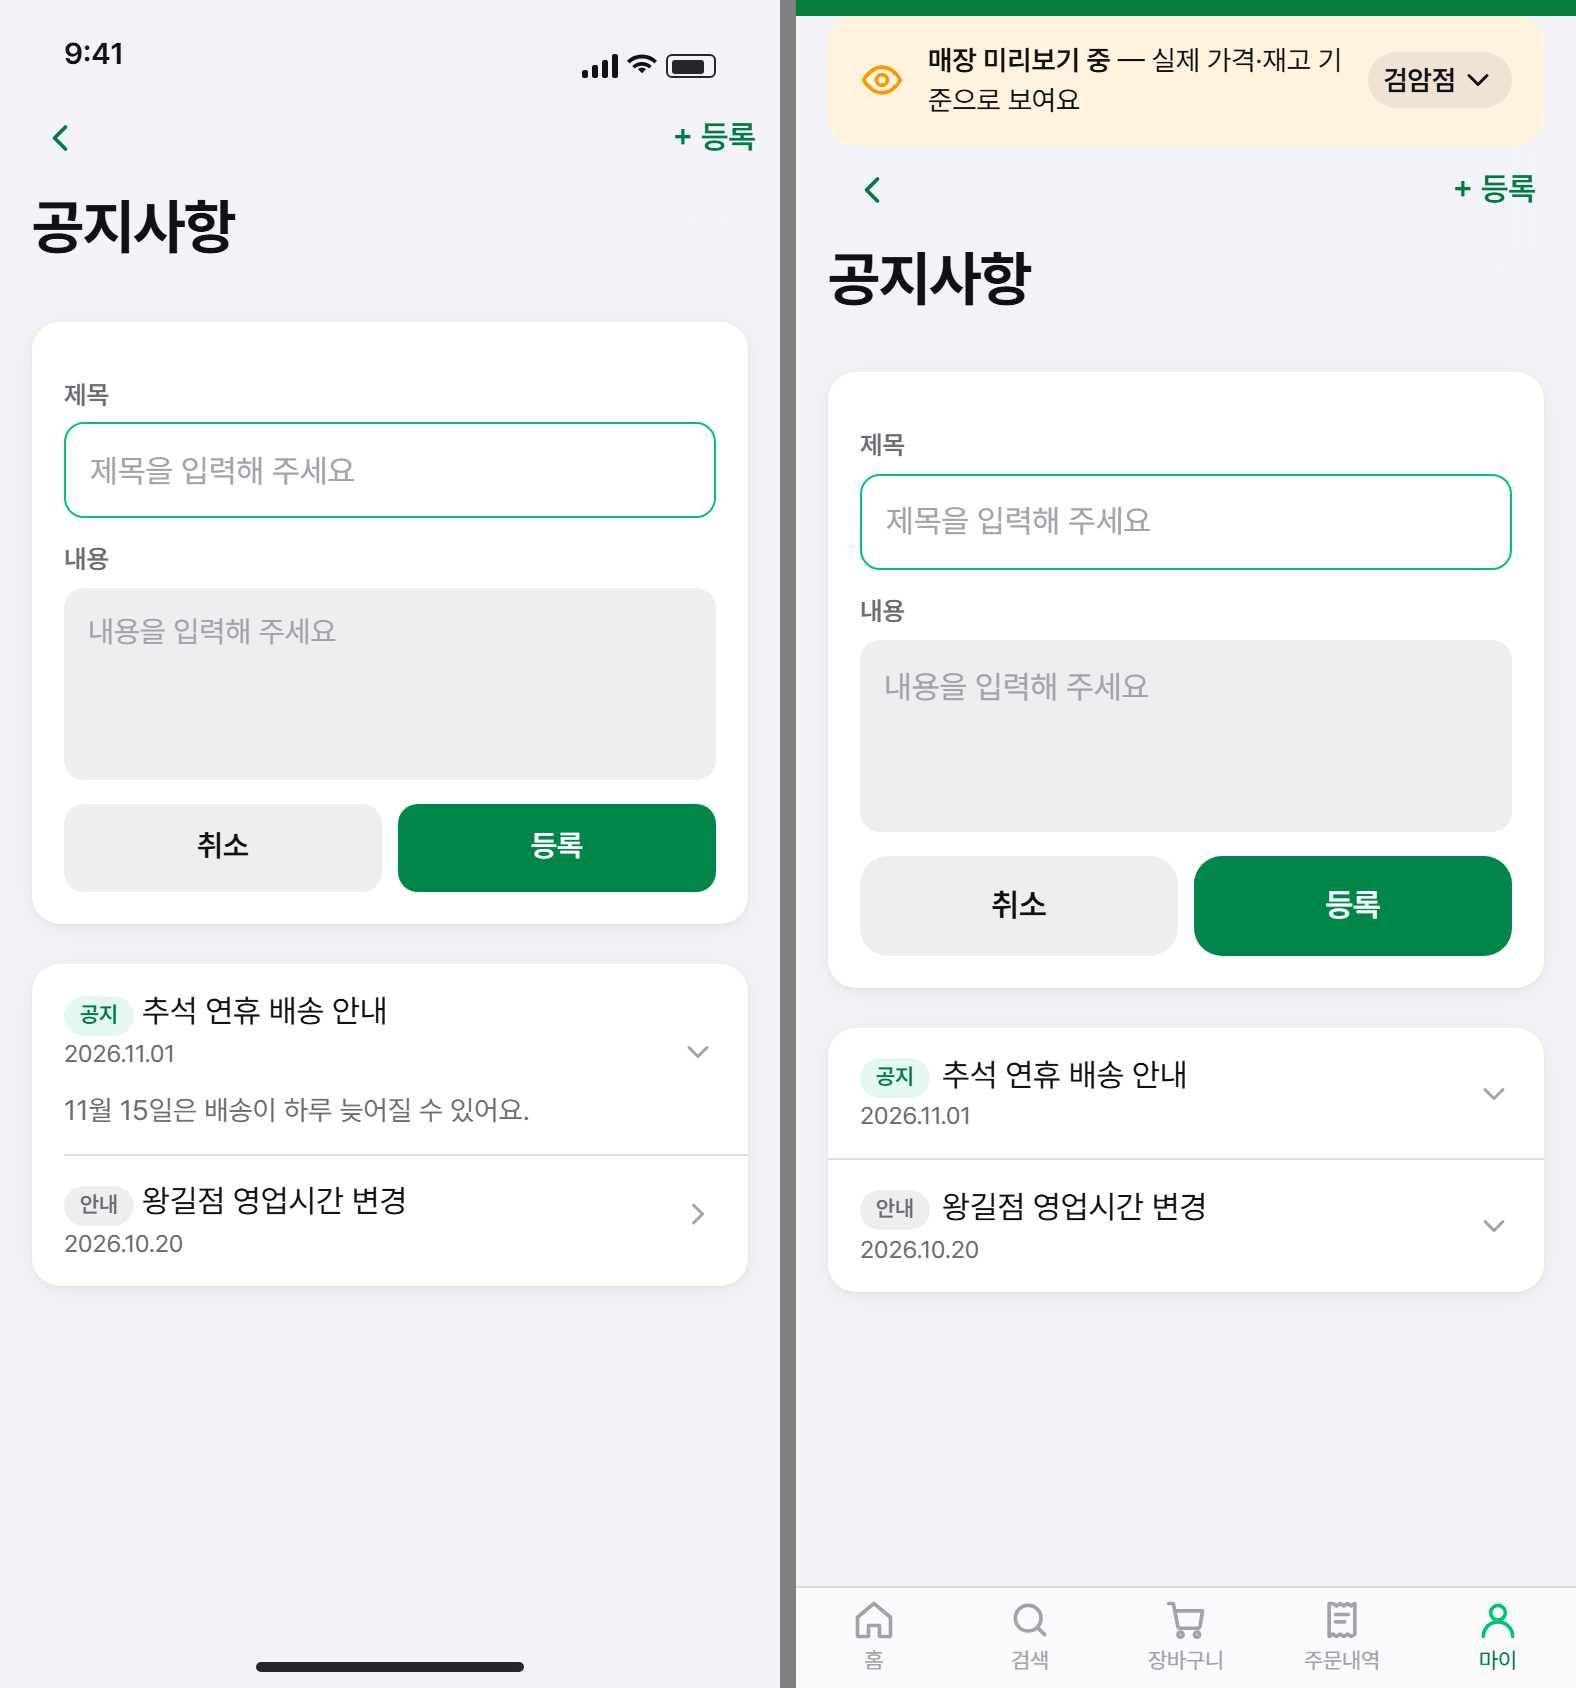 9:41
+ 등록
공지사항
제목
제목을 입력해 주세요
내용
내용을 입력해 주세요
취소
등록
공지 추석 연휴 배송 안내
2026.11.01
11월 15일은 배송이 하루 늦어질 수 있어요.
안내 왕길점 영업시간 변경
2026.10.20
매장 미리보기 중 — 실제 가격·재고 기
준으로 보여요
검암점
+ 등록
공지사항
제목
제목을 입력해 주세요
내용
내용을 입력해 주세요
취소
등록
공지 추석 연휴 배송 안내
2026.11.01
안내 왕길점 영업시간 변경
2026.10.20
홈
검색
장바구니
주문내역
마이